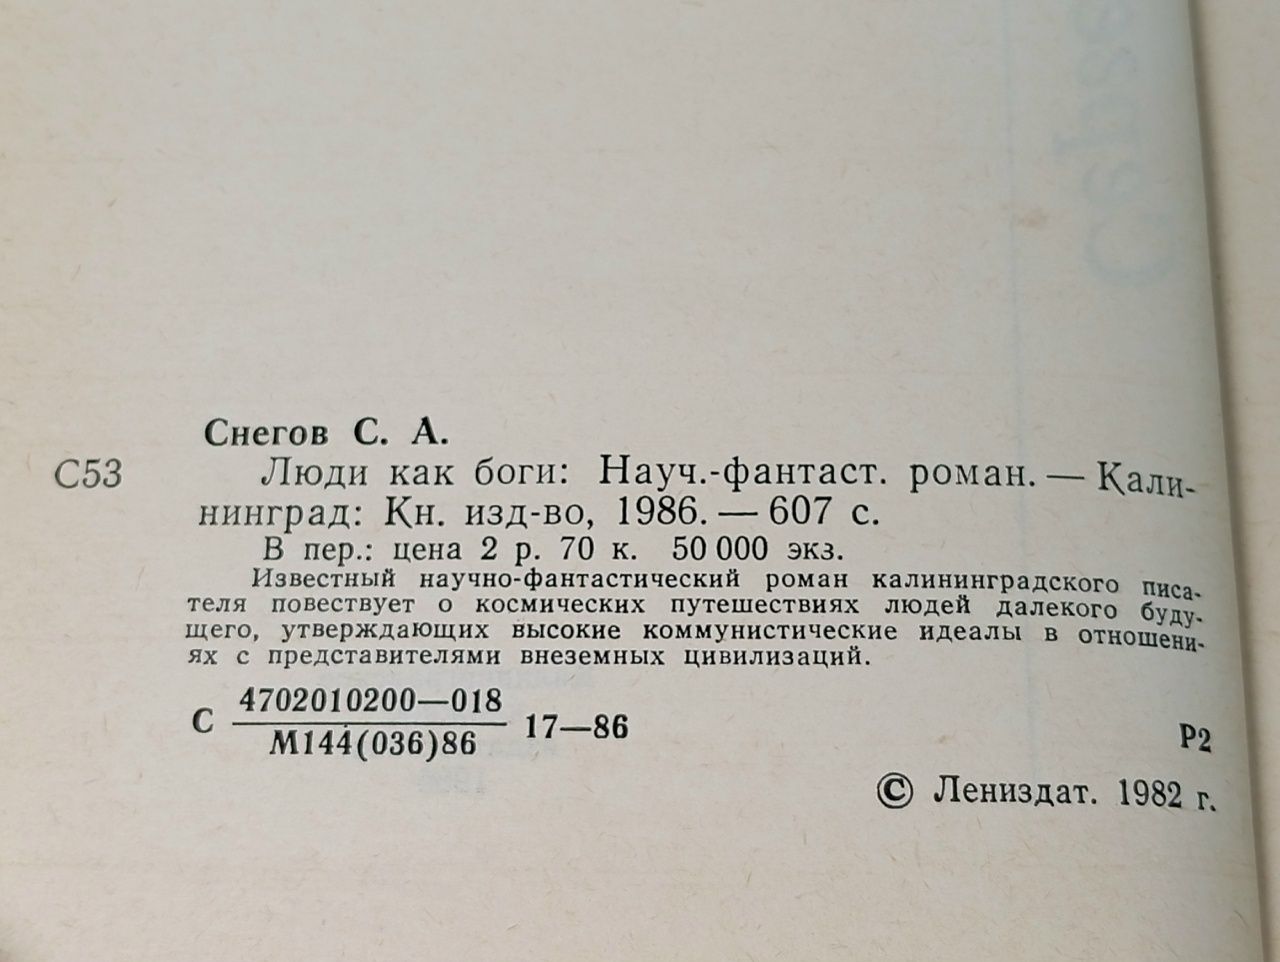 Снегов С. А.
С53
Люди как боги: Науч.-фантаст. роман. — Кали-
нинград: Кн. изд-во, 1986. — 607 с.
В пер.: цена 2 р. 70 к. 50 000 экз.
Известный научно-фантастический роман калининградского писа-
теля повествует о космических путешествиях людей далекого буду-
щего, утверждающих высокие коммунистические идеалы в отношени-
ях с представителями внеземных цивилизаций.
С 4702010200—018
М144(036)86 17—86
Р2
© Лениздат. 1982 г.